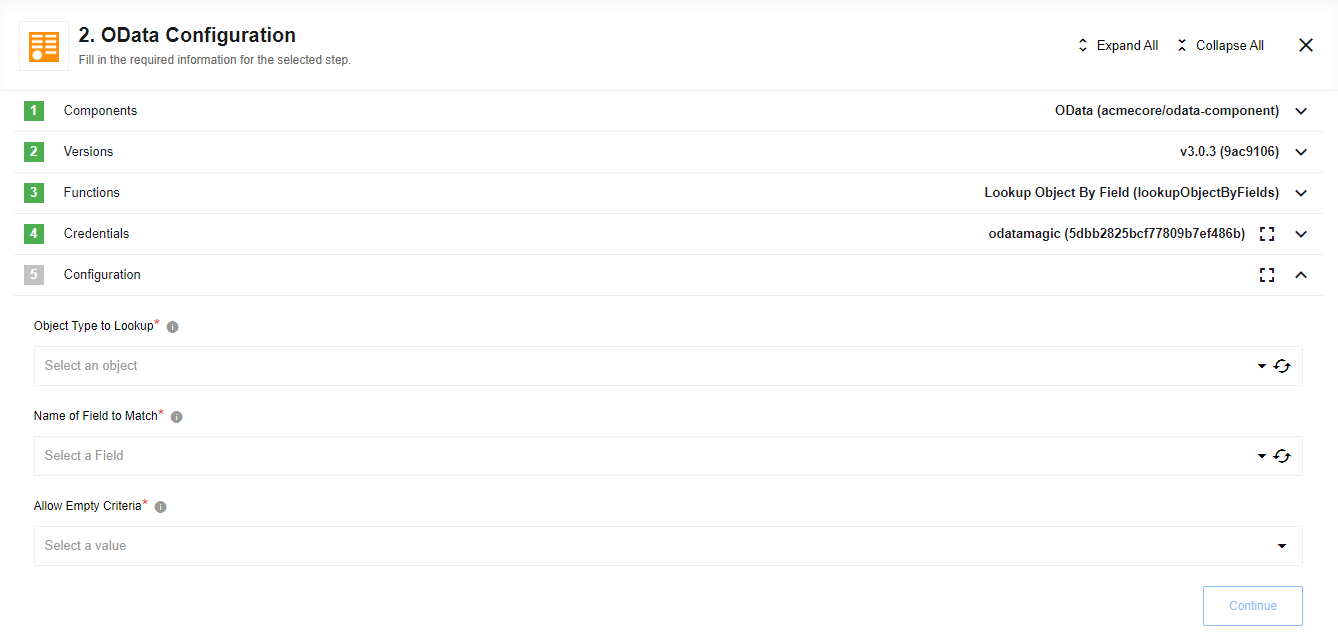 2. OData Configuration
Fill in the required information for the selected step.
Expand All
Collapse All
1 Components OData (acmecore/odata-component)
2 Versions v3.0.3 (9ac9106)
3 Functions Lookup Object By Field (lookupObjectByFields)
4 Credentials odatamagic (5dbb2825bcf77809b7ef486b)
5 Configuration
Object Type to Lookup*
Select an object
Name of Field to Match*
Select a Field
Allow Empty Criteria*
Select a value
Continue